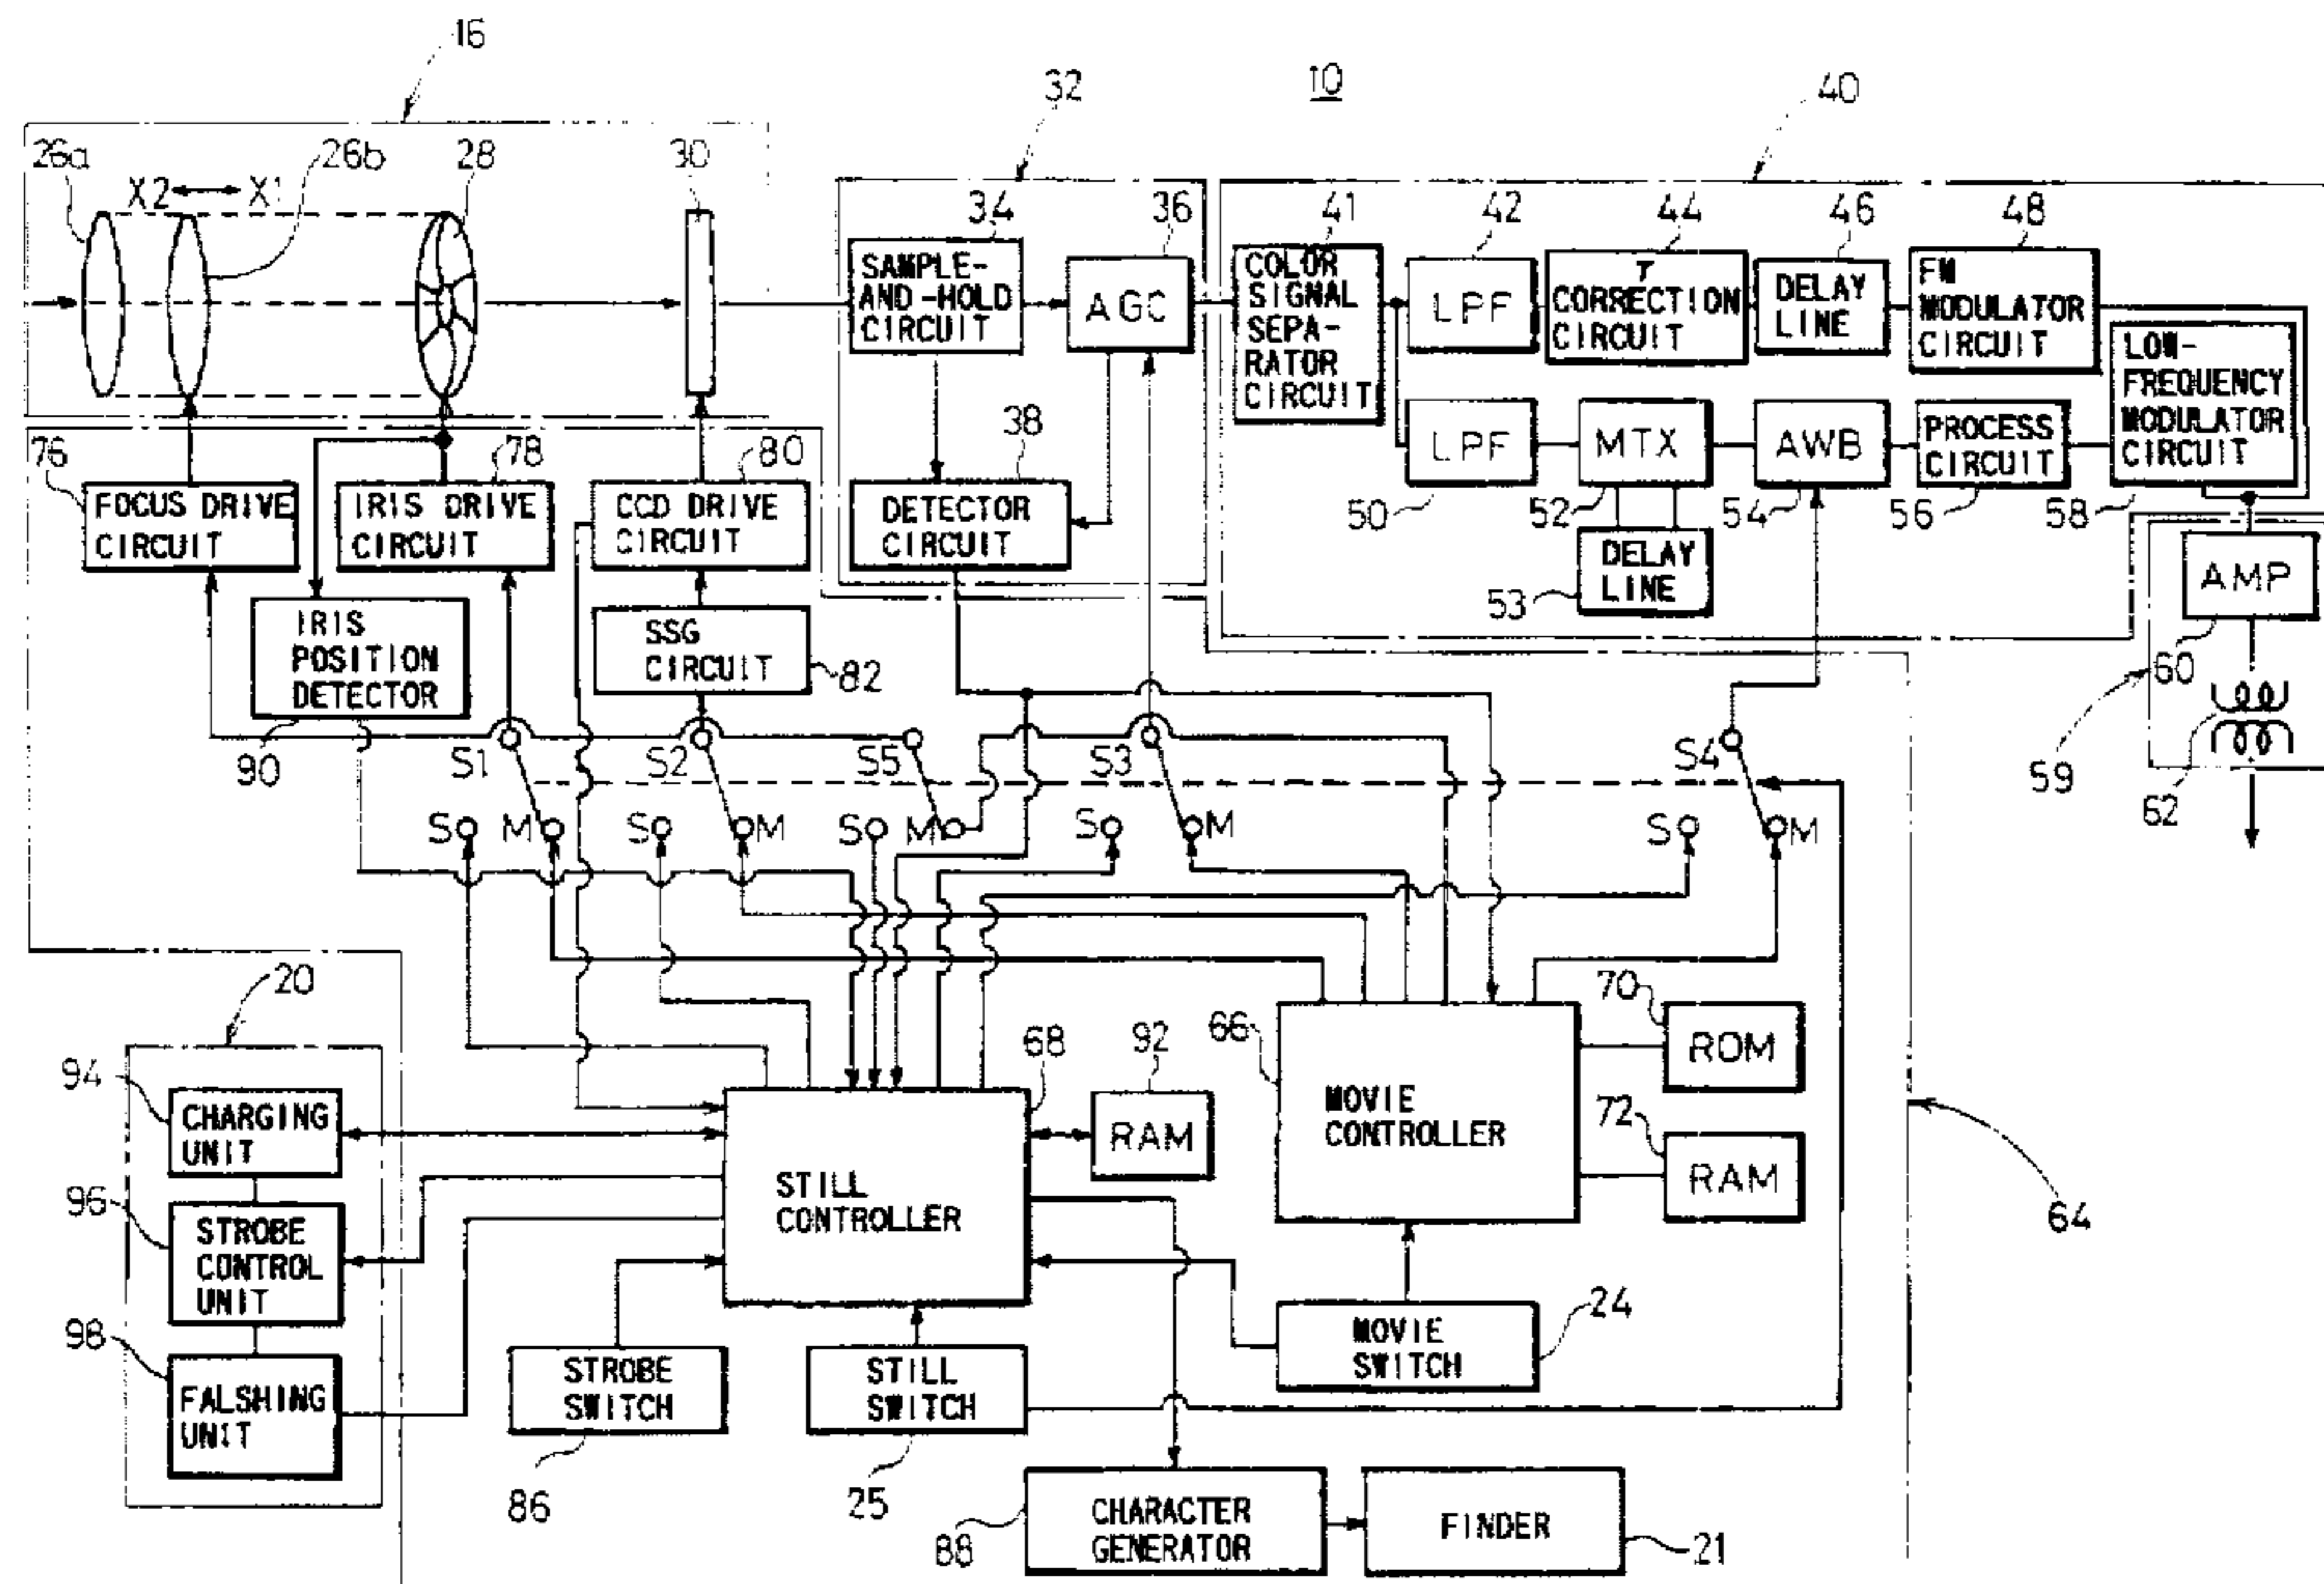 16
10
32
40
26a
X2
X1
26b
28
30
34
36
41
42
44
46
48
SAMPLE-
AND-HOLD
CIRCUIT
AGC
COLOR
SIGNAL
SEPA-
RATOR
CIRCUIT
LPF
γ
CORRECTION
CIRCUIT
DELAY
LINE
FM
MODULATOR
CIRCUIT
LOW-
FREQUENCY
MODULATOR
CIRCUIT
LPF
MTX
AWB
PROCESS
CIRCUIT
50
52
54
56
58
DELAY
LINE
53
AMP
60
59
62
76
78
80
38
FOCUS DRIVE
CIRCUIT
IRIS DRIVE
CIRCUIT
CCD DRIVE
CIRCUIT
DETECTOR
CIRCUIT
IRIS
POSITION
DETECTOR
90
SSG
CIRCUIT
82
S1
S2
S5
S3
S4
S
M
S
M
S
M
S
M
S
M
20
94
CHARGING
UNIT
96
STROBE
CONTROL
UNIT
98
FALSHING
UNIT
68
STILL
CONTROLLER
92
RAM
66
MOVIE
CONTROLLER
70
ROM
72
RAM
64
STROBE
SWITCH
86
STILL
SWITCH
25
MOVIE
SWITCH
24
CHARACTER
GENERATOR
88
FINDER
21